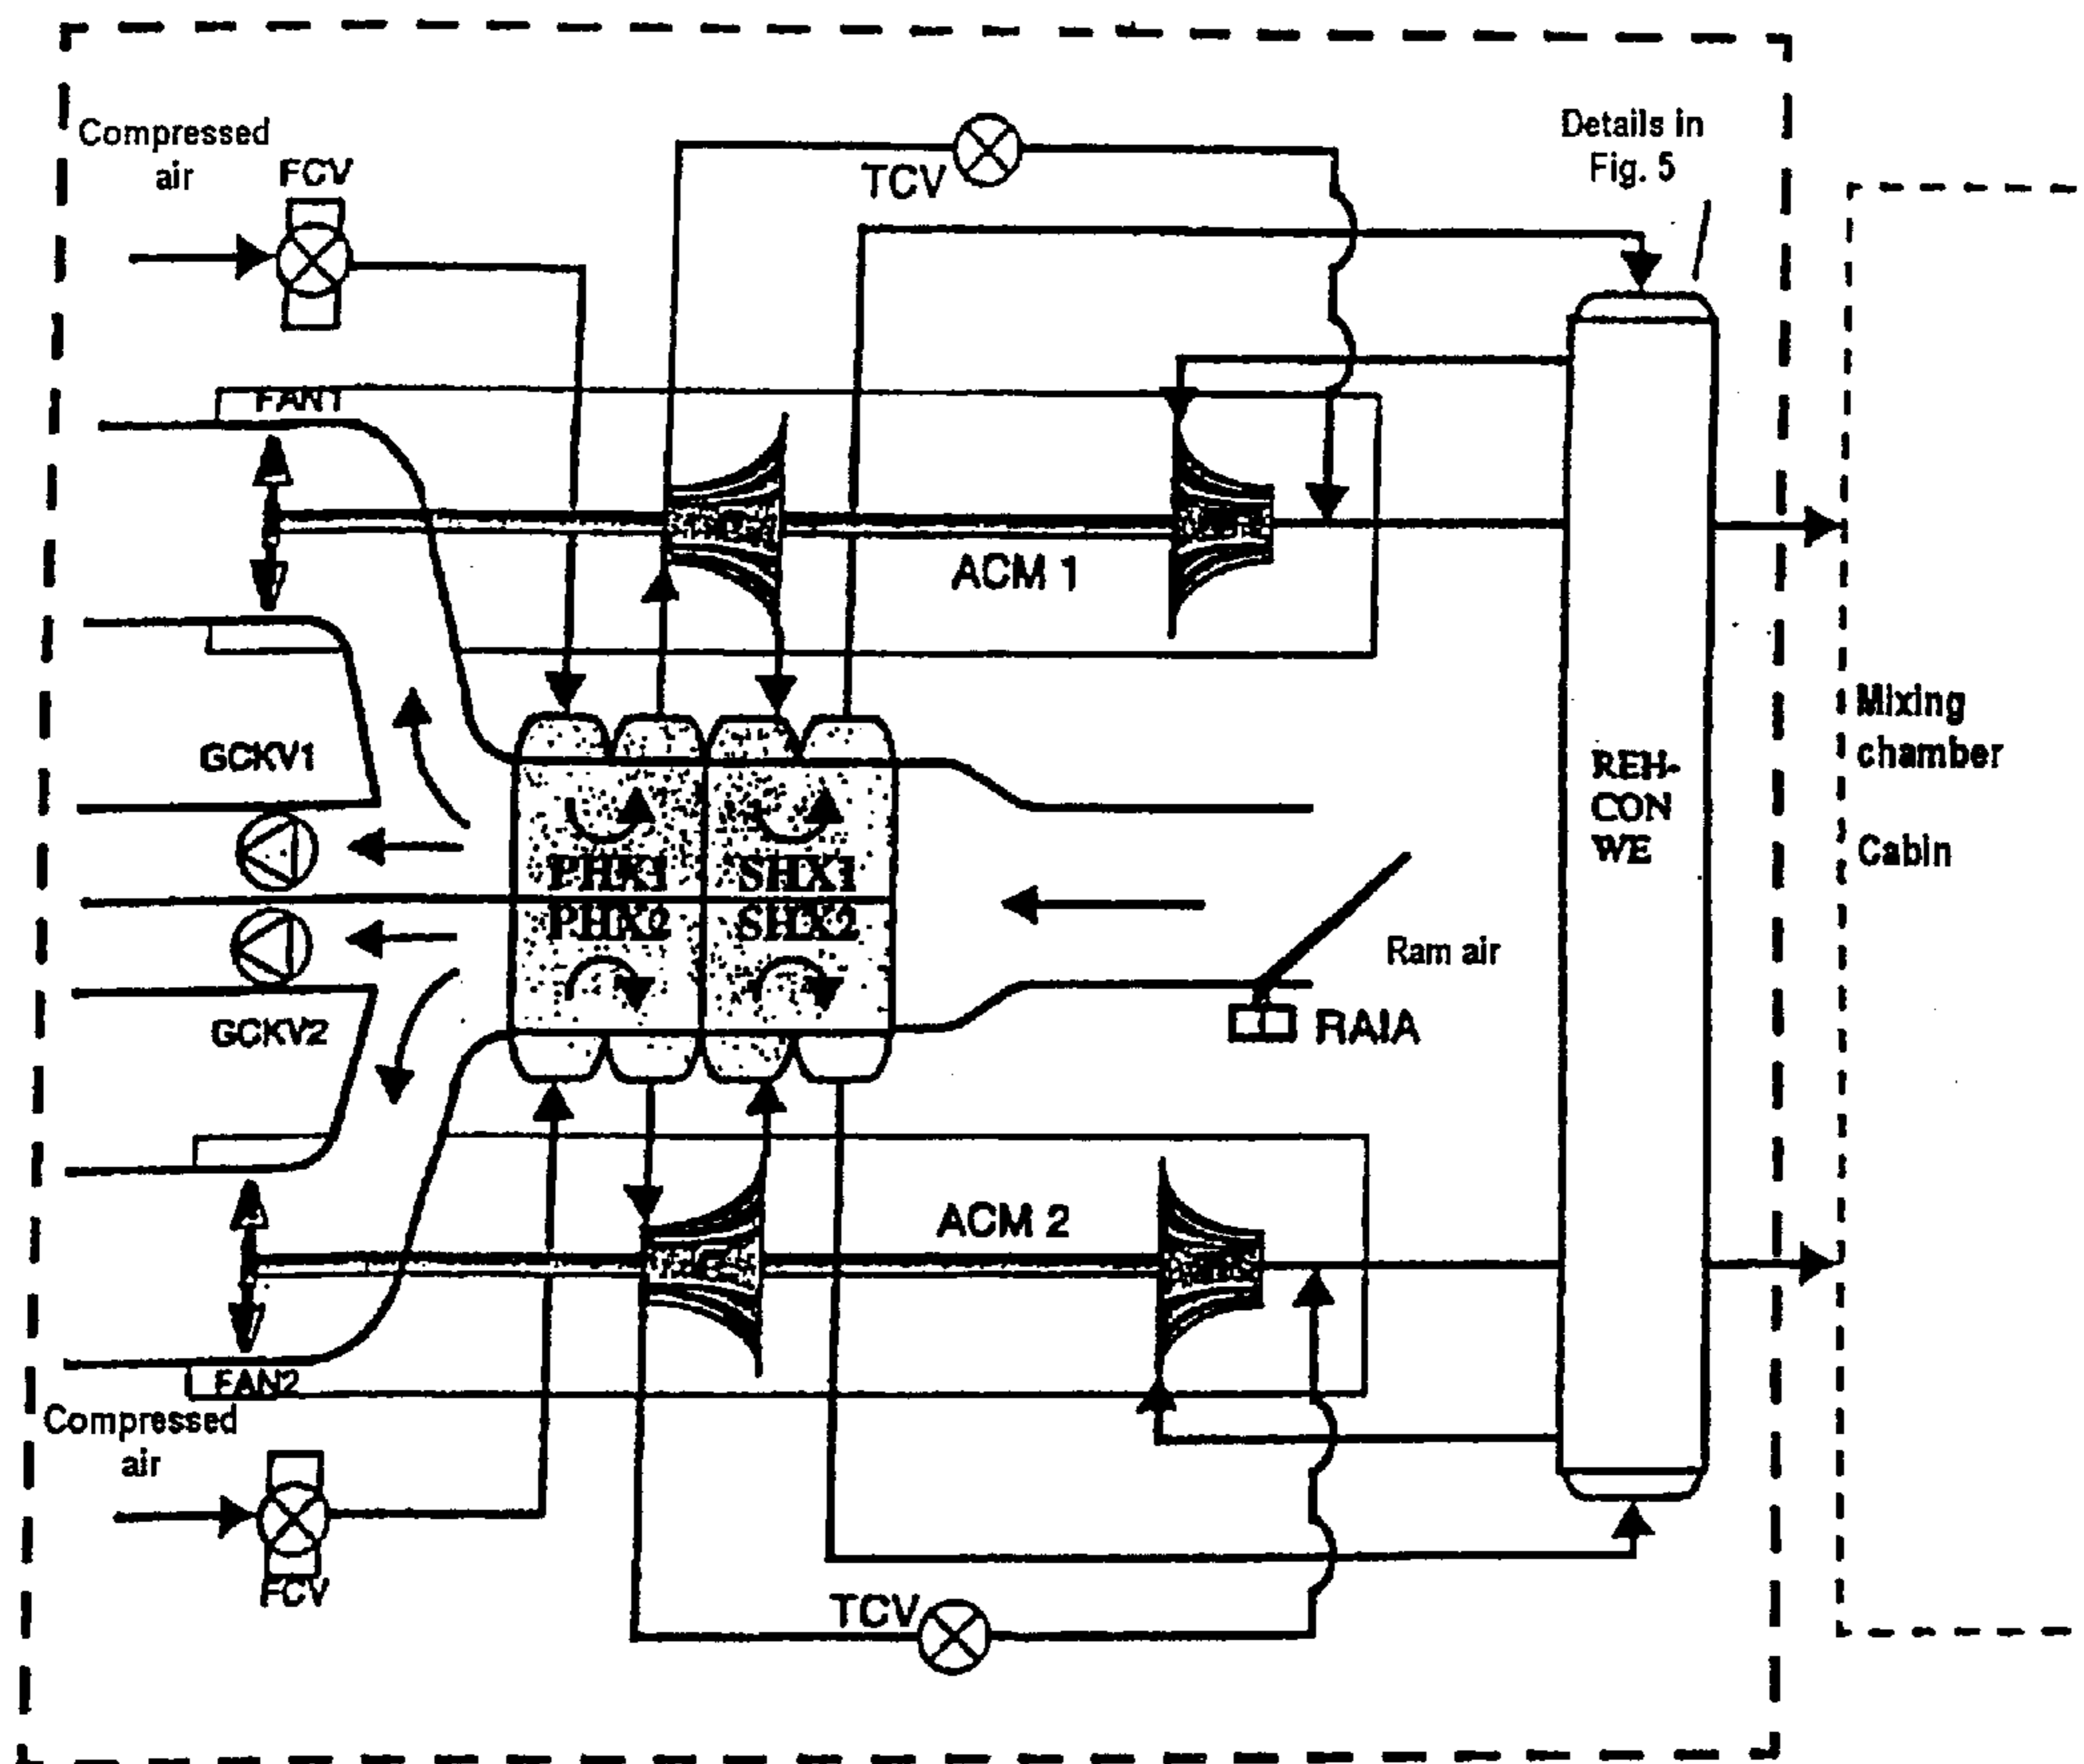 Compressed
air
FCV
TCV
Details in
Fig. 5
FAN1
ACM 1
GCKV1
PHX1
SHX1
PHX2
SHX2
GCKV2
Ram air
RAIA
REH-
CON
WE
Mixing
chamber
Cabin
ACM 2
FAN2
Compressed
air
FCV
TCV